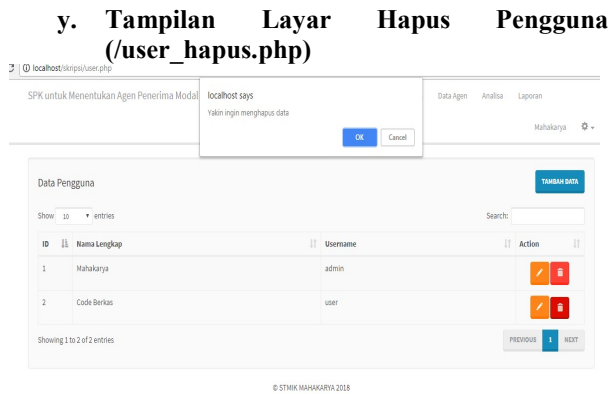 y. Tampilan Layar Hapus Pengguna
(/user_hapus.php)
localhost/skripsi/user.php
SPK untuk Menentukan Agen Penerima Modal
localhost says
Yakin ingin menghapus data
OK Cancel
Data Agen Analisa Laporan
Mahakarya
Data Pengguna
TAMBAH DATA
Show 10 entries
Search:
ID Nama Lengkap Username Action
1 Mahakarya admin
2 Code Berkas user
Showing 1 to 2 of 2 entries
PREVIOUS 1 NEXT
© STMIK MAHAKARYA 2018